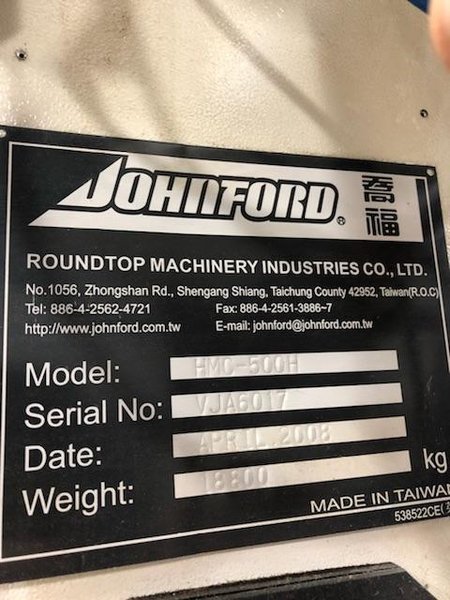 JOHNFORD ® 喬福
ROUNDTOP MACHINERY INDUSTRIES CO., LTD.
No.1056, Zhongshan Rd., Shengang Shiang, Taichung County 42952, Taiwan(R.O.C)
Tel: 886-4-2562-4721 Fax: 886-4-2561-3886~7
http://www.johnford.com.tw E-mail: johnford@johnford.com.tw
Model: HMC-500H
Serial No: VJA6017
Date: APRIL.2008
Weight: 18800 kg
MADE IN TAIWAN
538522CE(